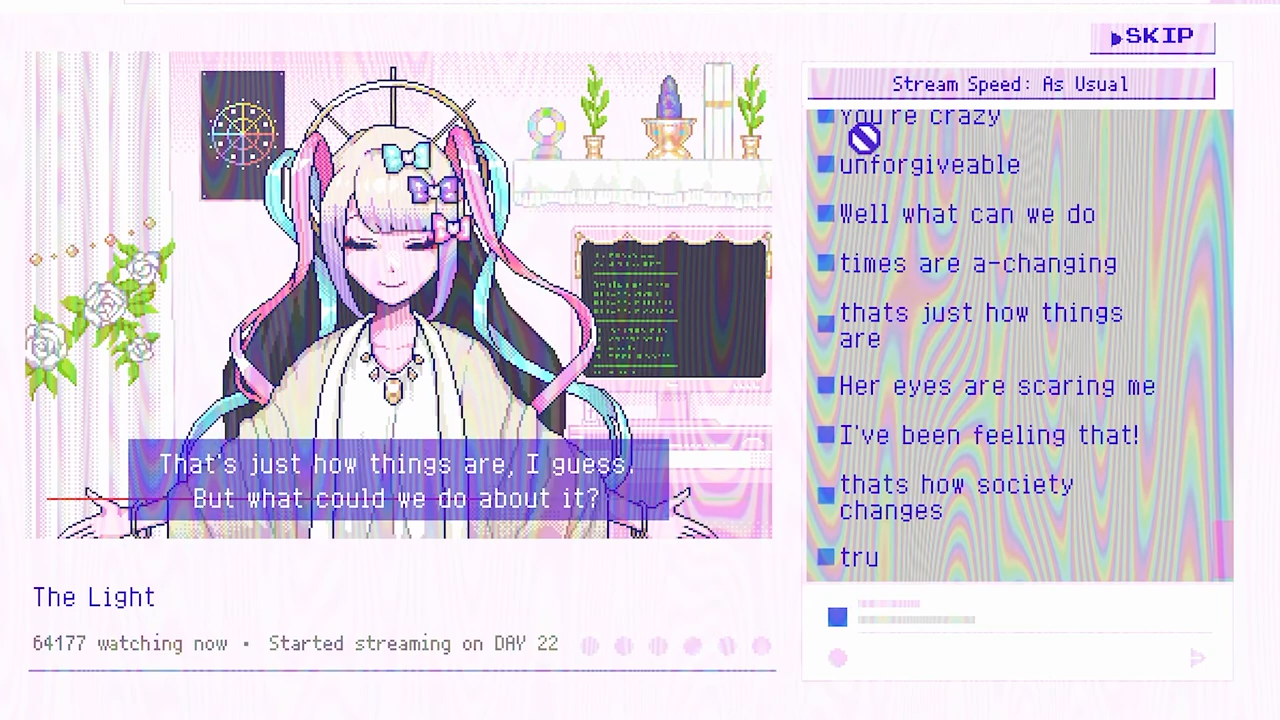 SKIP
Stream Speed: As Usual
you're crazy
unforgiveable
Well what can we do
times are a-changing
thats just how things
are
Her eyes are scaring me
I've been feeling that!
thats how society
changes
tru
That's just how things are, I guess.
But what could we do about it?
The Light
64177 watching now • Started streaming on DAY 22